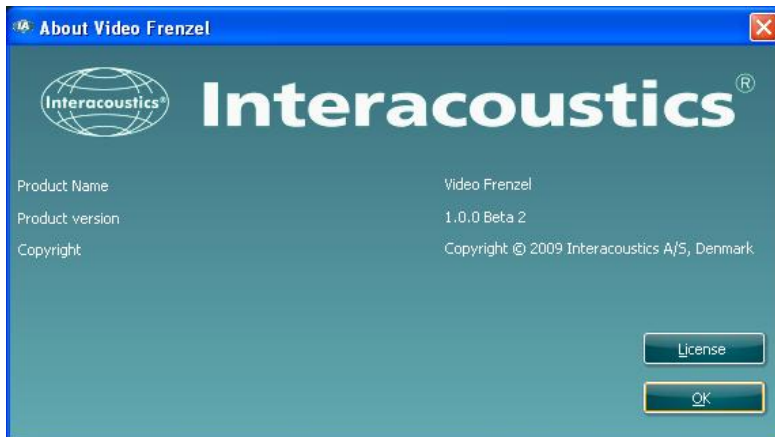 IA About Video Frenzel
Interacoustics® Interacoustics®
Product Name Video Frenzel
Product version 1.0.0 Beta 2
Copyright Copyright © 2009 Interacoustics A/S, Denmark
License
OK